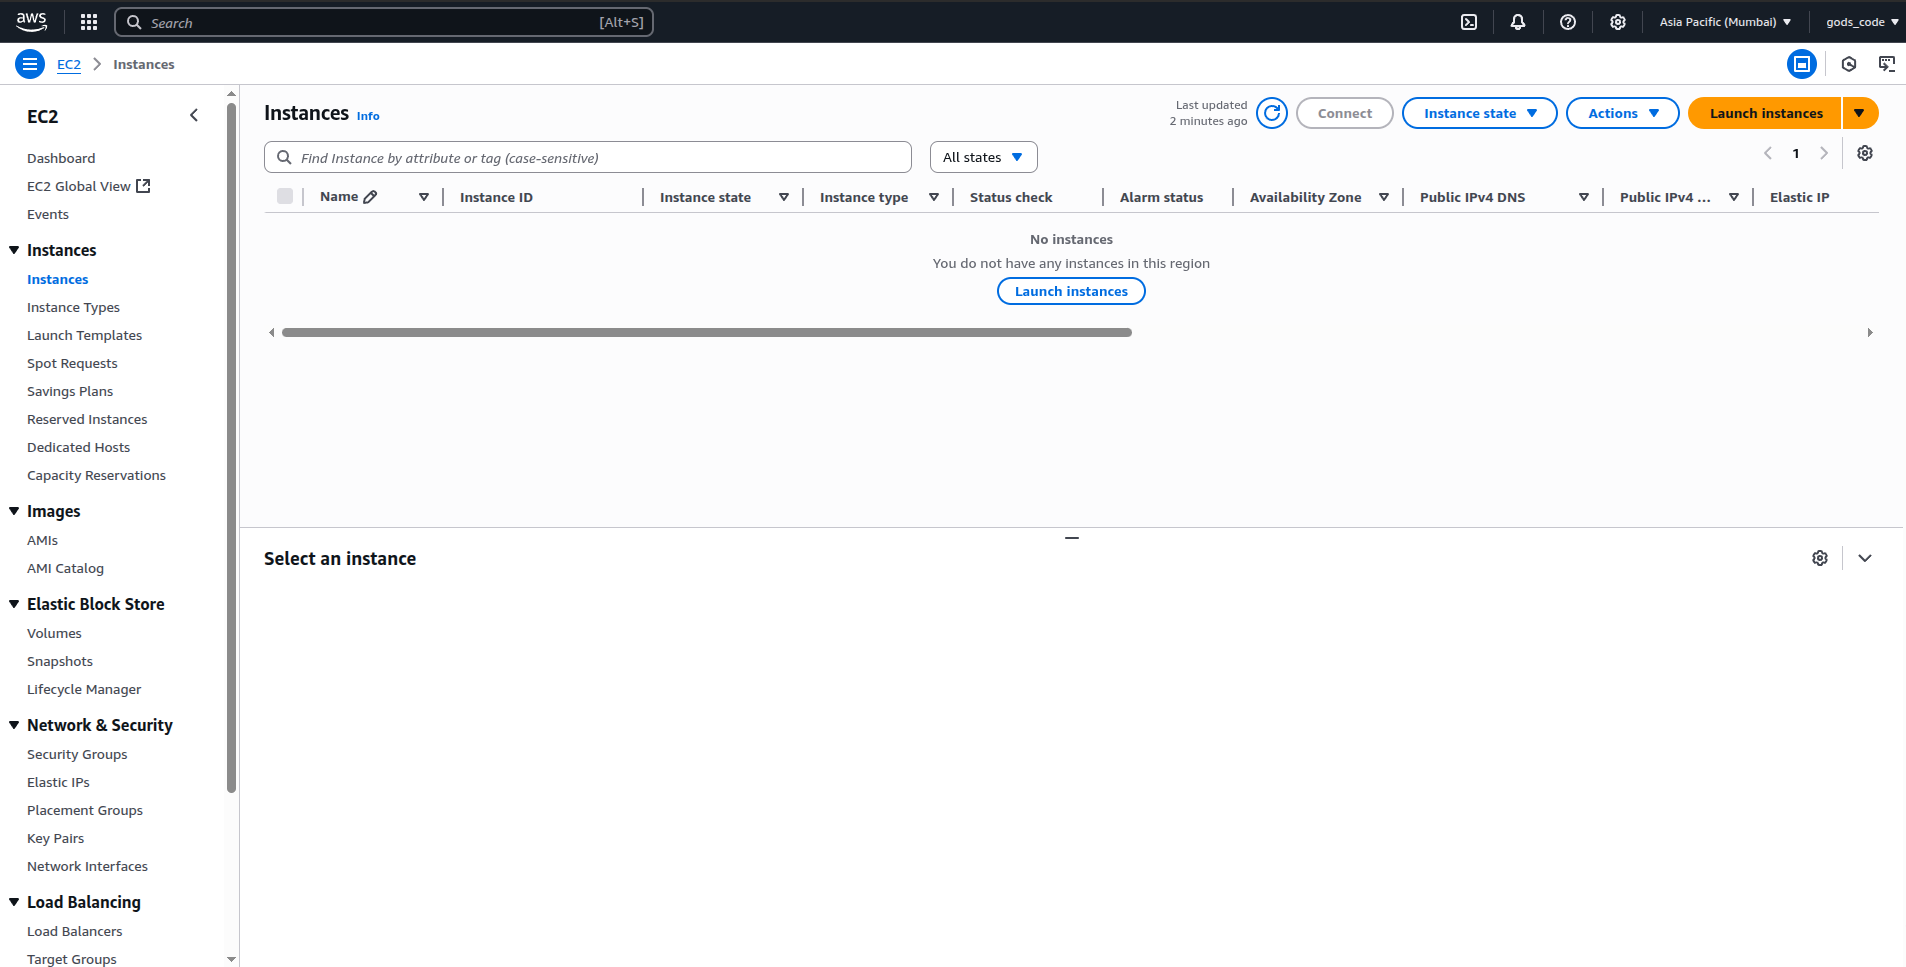 aws
Search [Alt+S]
Asia Pacific (Mumbai)
gods_code
EC2 Instances
EC2
Dashboard
EC2 Global View
Events
Instances
Instances
Instance Types
Launch Templates
Spot Requests
Savings Plans
Reserved Instances
Dedicated Hosts
Capacity Reservations
Images
AMIs
AMI Catalog
Elastic Block Store
Volumes
Snapshots
Lifecycle Manager
Network & Security
Security Groups
Elastic IPs
Placement Groups
Key Pairs
Network Interfaces
Load Balancing
Load Balancers
Target Groups
Instances Info
Last updated
2 minutes ago
Connect
Instance state
Actions
Launch instances
Find Instance by attribute or tag (case-sensitive)
All states
1
Name Instance ID Instance state Instance type Status check Alarm status Availability Zone Public IPv4 DNS Public IPv4 ... Elastic IP
No instances
You do not have any instances in this region
Launch instances
Select an instance